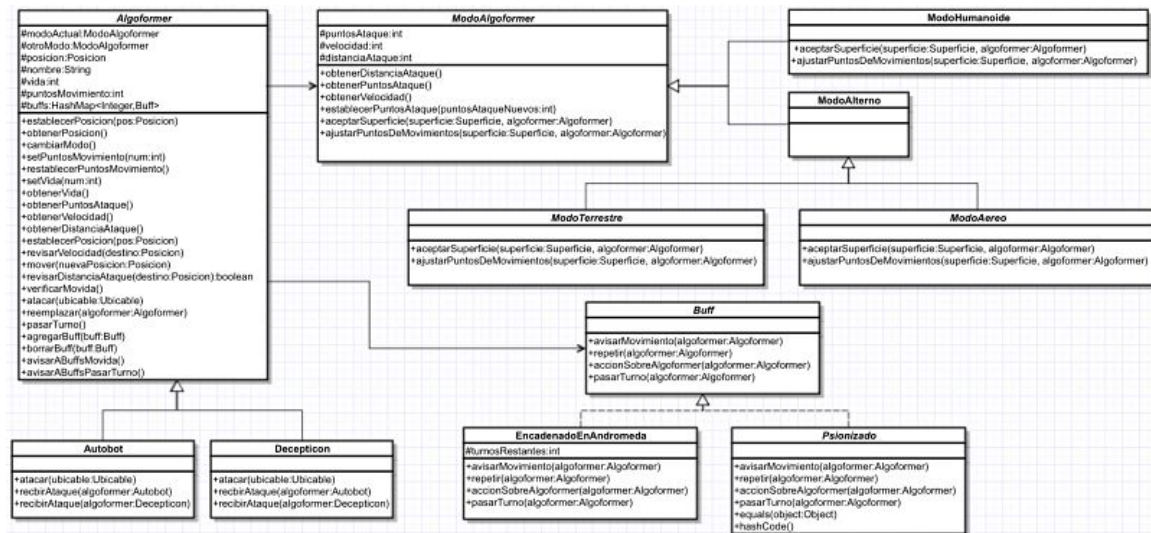 Algoformer
#modoActual:ModoAlgoformer
#otroModo:ModoAlgoformer
#posicion:Posicion
#nombre:String
#vida:int
#puntosMovimiento:int
#buffs:HashMap<Integer,Buff>
+establecerPosicion(pos:Posicion)
+obtenerPosicion()
+cambiarModo()
+setPuntosMovimiento(num:int)
+restablecerPuntosMovimiento()
+setVida(num:int)
+obtenerVida()
+obtenerPuntosAtaque()
+obtenerVelocidad()
+obtenerDistanciaAtaque()
+establecerPosicion(pos:Posicion)
+revisarVelocidad(destino:Posicion)
+mover(nuevaPosicion:Posicion)
+revisarDistanciaAtaque(destino:Posicion):boolean
+verificarMovida()
+atacar(ubicable:Ubicable)
+reemplazar(algoformer:Algoformer)
+pasarTurno()
+agregarBuff(buff:Buff)
+borrarBuff(buff:Buff)
+avisarABuffsMovida()
+avisarABuffsPasarTurno()
ModoAlgoformer
#puntosAtaque:int
#velocidad:int
#distanciaAtaque:int
+obtenerDistanciaAtaque()
+obtenerPuntosAtaque()
+obtenerVelocidad()
+establecerPuntosAtaque(puntosAtaqueNuevos:int)
+aceptarSuperficie(superficie:Superficie, algoformer:Algoformer)
+ajustarPuntosDeMovimientos(superficie:Superficie, algoformer:Algoformer)
ModoHumanoide
+aceptarSuperficie(superficie:Superficie, algoformer:Algoformer)
+ajustarPuntosDeMovimientos(superficie:Superficie, algoformer:Algoformer)
ModoAlterno
ModoTerrestre
+aceptarSuperficie(superficie:Superficie, algoformer:Algoformer)
+ajustarPuntosDeMovimientos(superficie:Superficie, algoformer:Algoformer)
ModoAereo
+aceptarSuperficie(superficie:Superficie, algoformer:Algoformer)
+ajustarPuntosDeMovimientos(superficie:Superficie, algoformer:Algoformer)
Buff
+avisarMovimiento(algoformer:Algoformer)
+repetir(algoformer:Algoformer)
+accionSobreAlgoformer(algoformer:Algoformer)
+pasarTurno(algoformer:Algoformer)
Autobot
+atacar(ubicable:Ubicable)
+recbirAtaque(algoformer:Autobot)
+recibirAtaque(algoformer:Decepticon)
Decepticon
+atacar(ubicable:Ubicable)
+recbirAtaque(algoformer:Autobot)
+recibirAtaque(algoformer:Decepticon)
EncadenadoEnAndromeda
#turnosRestantes:int
+avisarMovimiento(algoformer:Algoformer)
+repetir(algoformer:Algoformer)
+accionSobreAlgoformer(algoformer:Algoformer)
+pasarTurno(algoformer:Algoformer)
Psionizado
+avisarMovimiento(algoformer:Algoformer)
+repetir(algoformer:Algoformer)
+accionSobreAlgoformer(algoformer:Algoformer)
+pasarTurno(algoformer:Algoformer)
+equals(object:Object)
+hashCode()